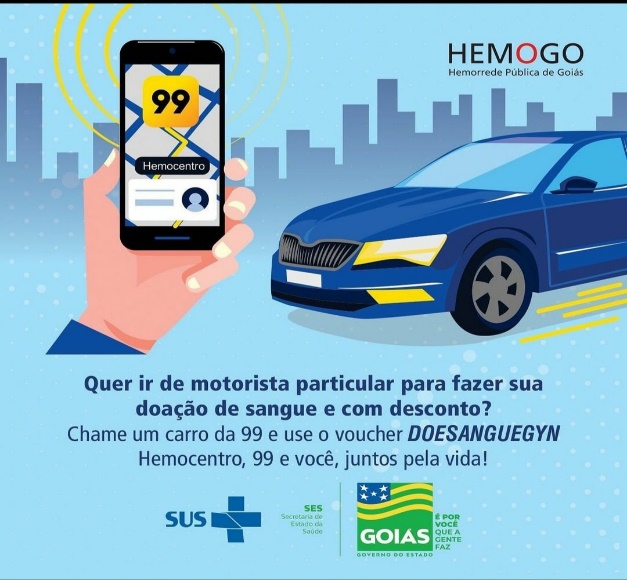 HEMOGO
Hemorrede Pública de Goiás
99
Hemocentro
Quer ir de motorista particular para fazer sua
doação de sangue e com desconto?
Chame um carro da 99 e use o voucher DOESANGUEGYN
Hemocentro, 99 e você, juntos pela vida!
SUS
SES
Secretaria de
Estado da
Saúde
GOIÁS
GOVERNO DO ESTADO
É POR
VOCÊ
QUE A
GENTE
FAZ